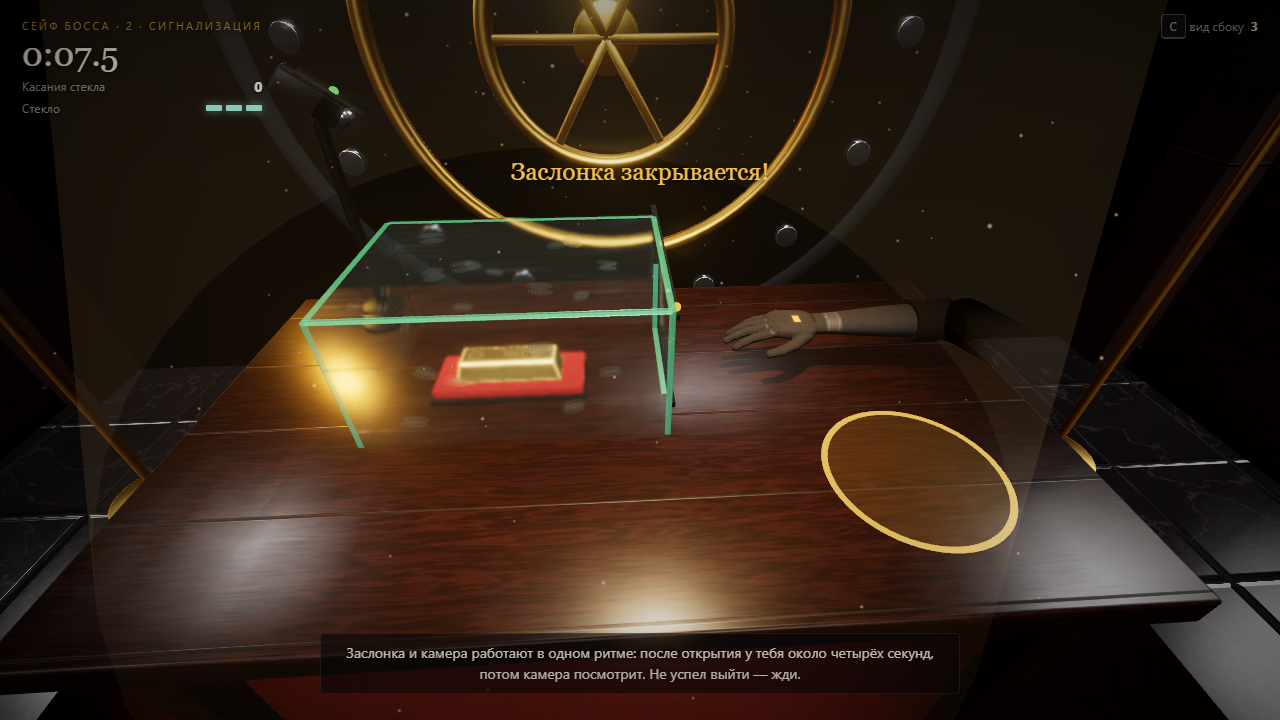 СЕЙФ БОССА · 2 · СИГНАЛИЗАЦИЯ
0:07.5
Касания стекла 0
Стекло
C вид сбоку 3
Заслонка закрывается!
Заслонка и камера работают в одном ритме: после открытия у тебя около четырёх секунд,
потом камера посмотрит. Не успел выйти — жди.